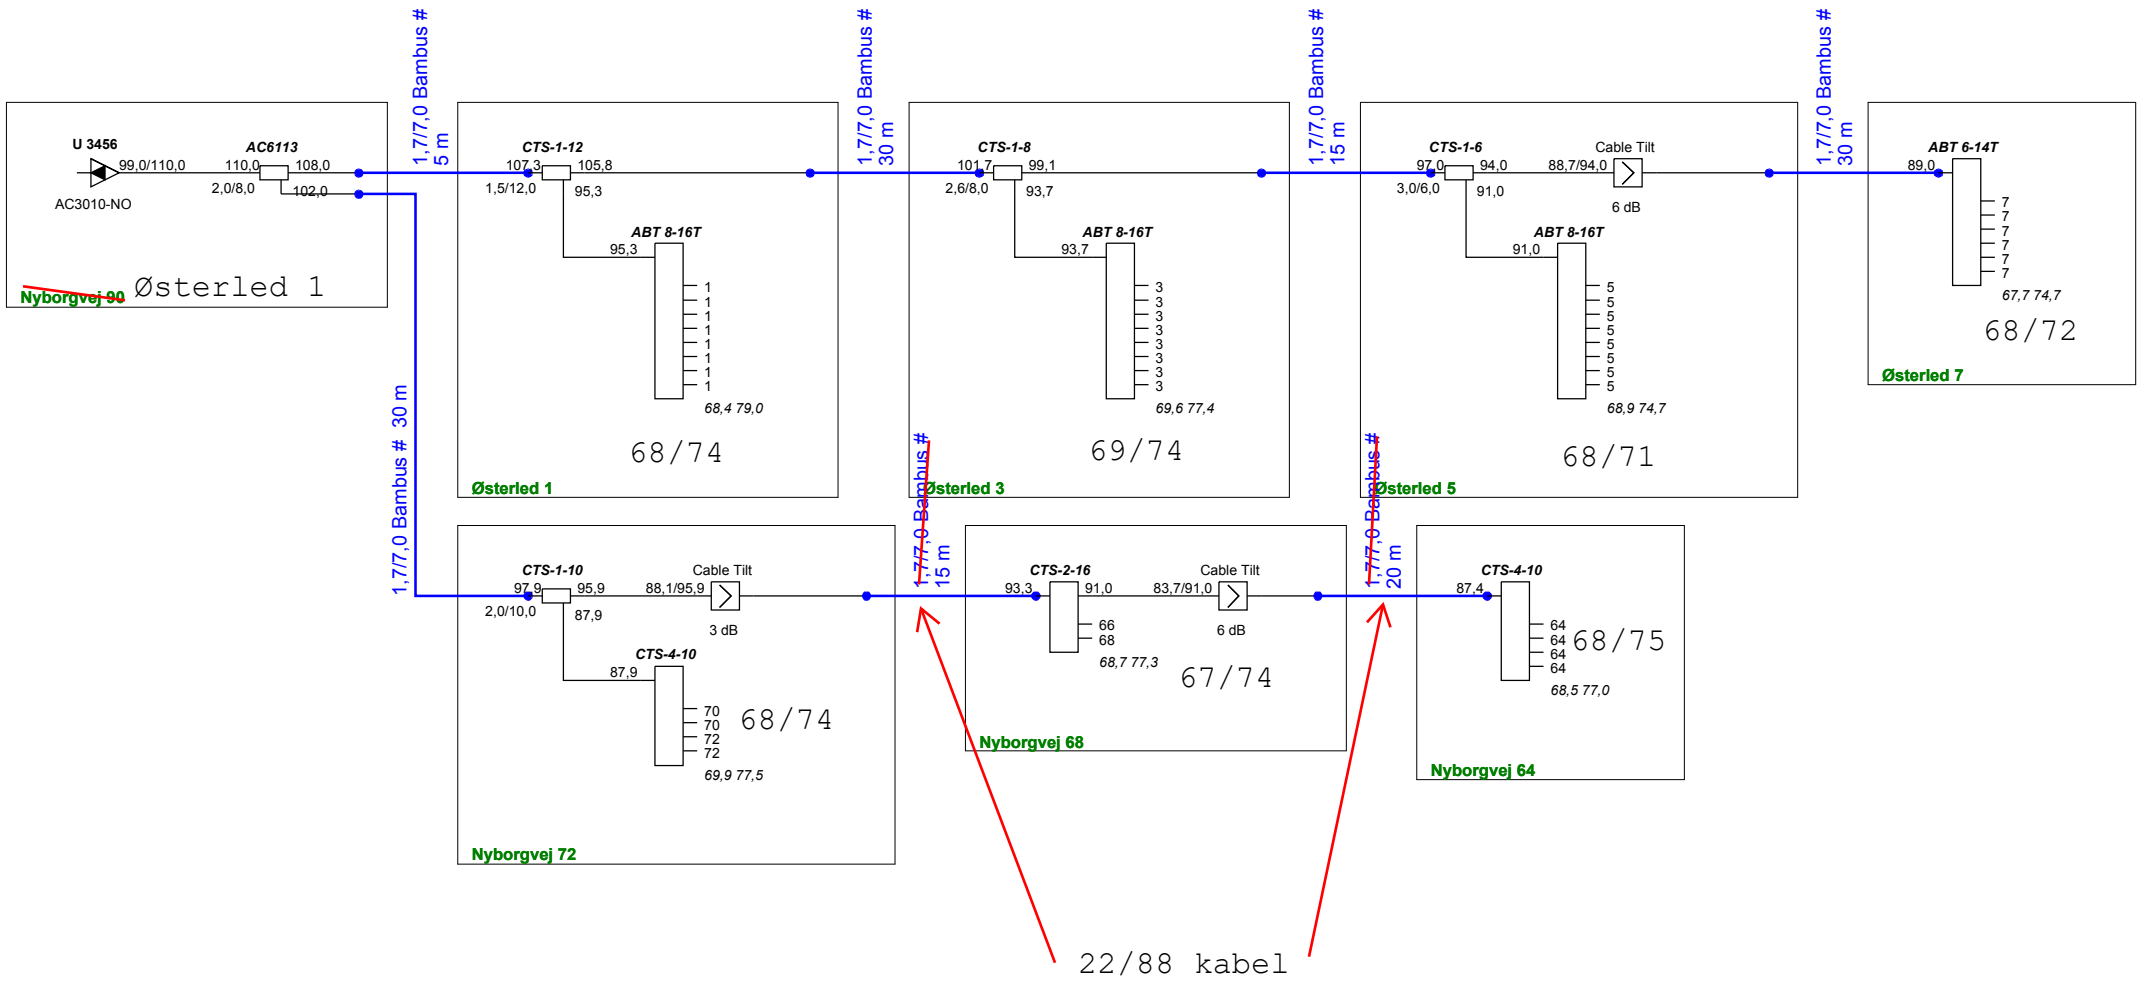 1,7/7,0 Bambus #
5 m
1,7/7,0 Bambus #
30 m
1,7/7,0 Bambus #
15 m
1,7/7,0 Bambus #
30 m
U 3456
99,0/110,0
AC3010-NO
AC6113
110,0
108,0
2,0/8,0
102,0
Nyborgvej 90
Østerled 1
CTS-1-12
107,3
105,8
1,5/12,0
95,3
ABT 8-16T
95,3
1
1
1
1
1
1
1
1
68,4 79,0
68/74
Østerled 1
CTS-1-8
101,7
99,1
2,6/8,0
93,7
ABT 8-16T
93,7
3
3
3
3
3
3
3
3
69,6 77,4
69/74
Østerled 3
CTS-1-6
97,0
94,0
3,0/6,0
91,0
88,7/94,0
Cable Tilt
6 dB
ABT 8-16T
91,0
5
5
5
5
5
5
5
5
68,9 74,7
68/71
Østerled 5
ABT 6-14T
89,0
7
7
7
7
7
7
67,7 74,7
68/72
Østerled 7
1,7/7,0 Bambus # 30 m
CTS-1-10
97,9
95,9
2,0/10,0
87,9
88,1/95,9
Cable Tilt
3 dB
CTS-4-10
87,9
70
70
72
72
68/74
69,9 77,5
Nyborgvej 72
1,7/7,0 Bambus #
15 m
CTS-2-16
93,3
91,0
66
68
68,7 77,3
83,7/91,0
Cable Tilt
6 dB
67/74
Nyborgvej 68
1,7/7,0 Bambus #
20 m
CTS-4-10
87,4
64
64
64
64
68/75
68,5 77,0
Nyborgvej 64
22/88 kabel